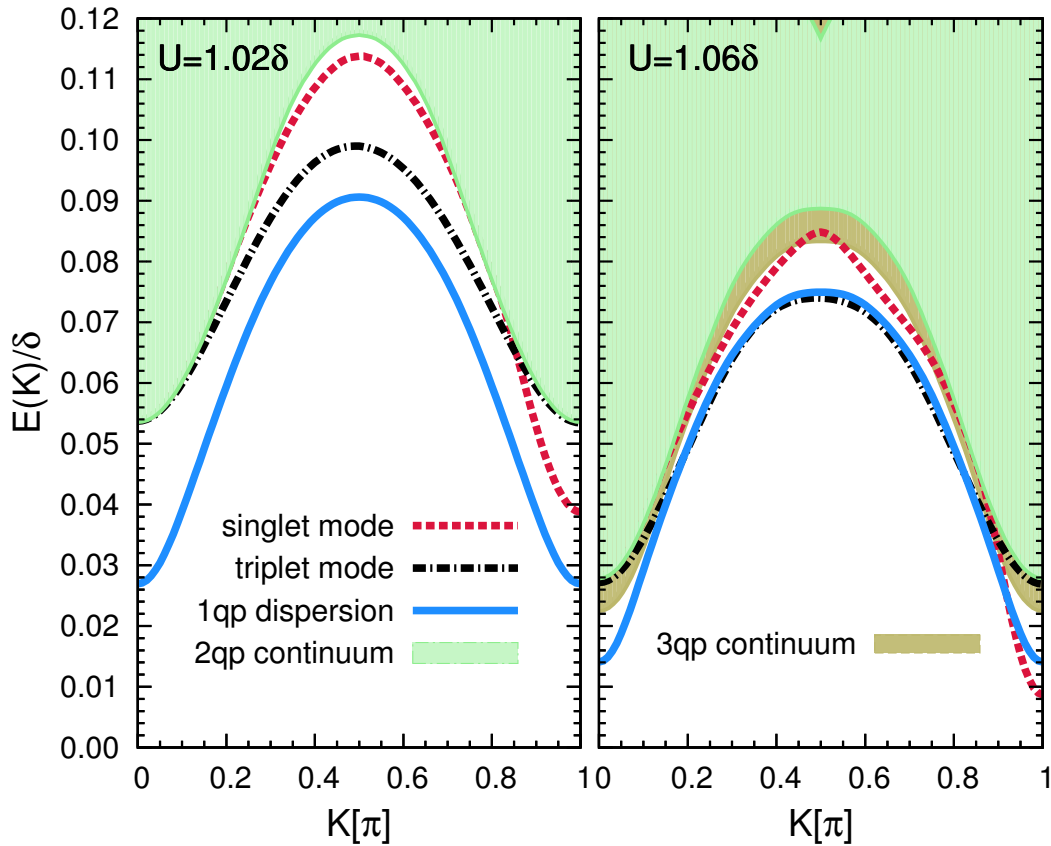 U=1.02δ
U=1.06δ
E(K)/δ
0.12
0.11
0.10
0.09
0.08
0.07
0.06
0.05
0.04
0.03
0.02
0.01
0.00
singlet mode
triplet mode
1qp dispersion
2qp continuum
3qp continuum
0 0.2 0.4 0.6 0.8 1
0 0.2 0.4 0.6 0.8 1
K[π]
K[π]